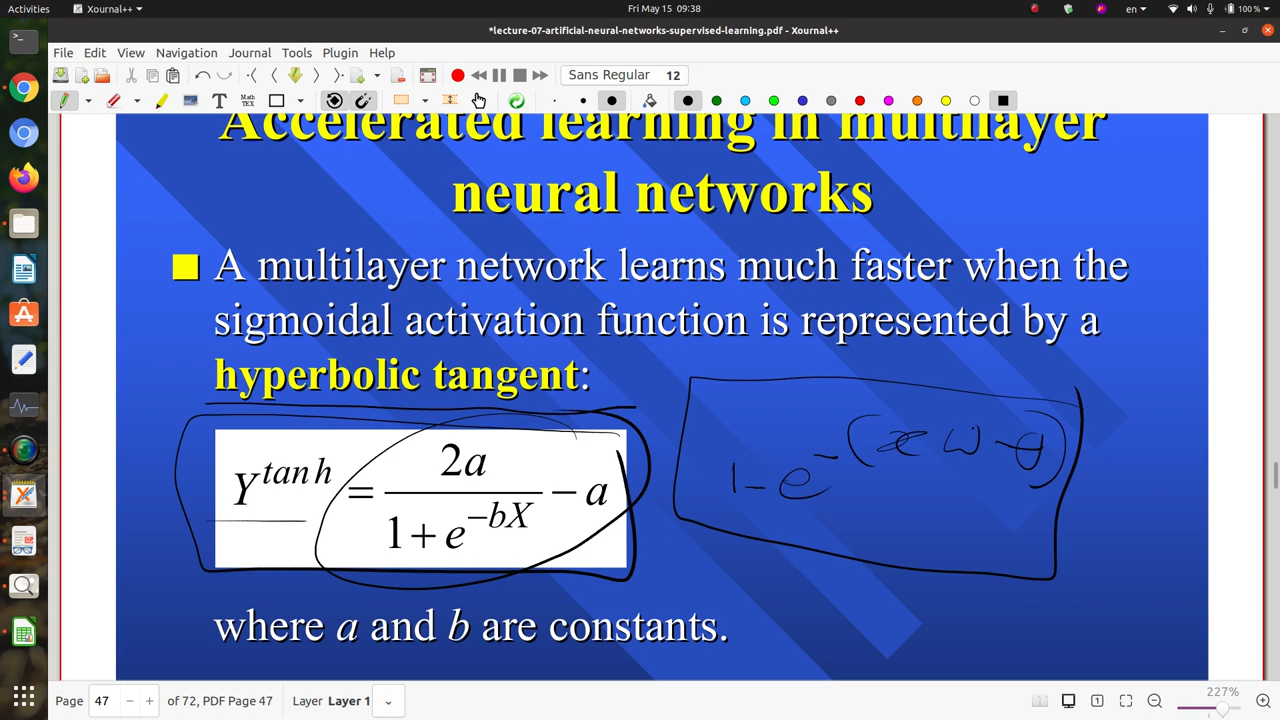 Activities
Xournal++
Fri May 15 09:38
en
100 %
*lecture-07-artificial-neural-networks-supervised-learning.pdf - Xournal++
File Edit View Navigation Journal Tools Plugin Help
Sans Regular 12
Accelerated learning in multilayer
neural networks
A multilayer network learns much faster when the
sigmoidal activation function is represented by a
hyperbolic tangent:
Y^tan h = 2a / (1 + e^−bX) − a
1 - e^-(x w - θ)
where a and b are constants.
Page 47 of 72, PDF Page 47 Layer Layer 1 227%